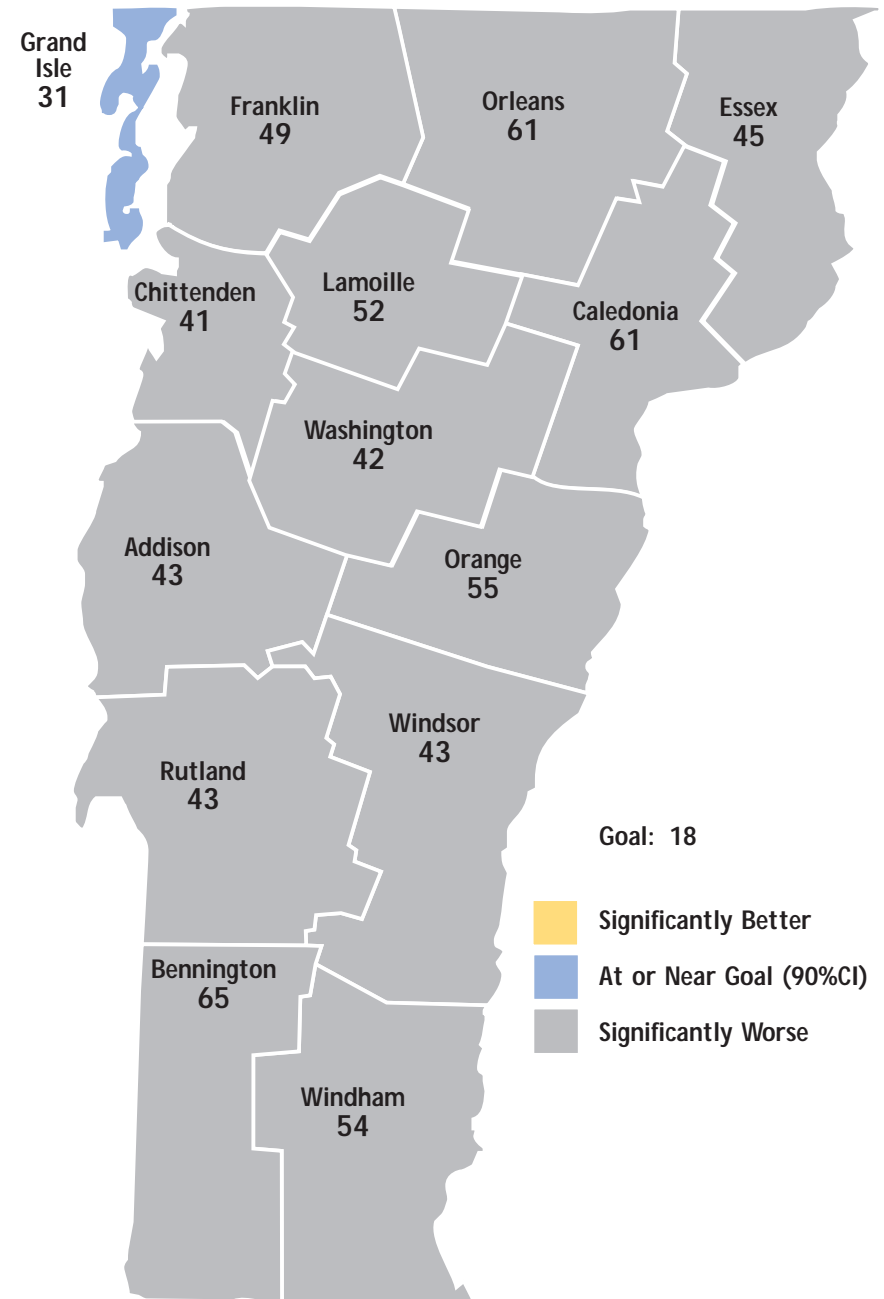 Grand
Isle
31
Franklin
49
Orleans
61
Essex
45
Chittenden
41
Lamoille
52
Caledonia
61
Washington
42
Addison
43
Orange
55
Windsor
43
Rutland
43
Goal: 18
Significantly Better
At or Near Goal (90%CI)
Significantly Worse
Bennington
65
Windham
54